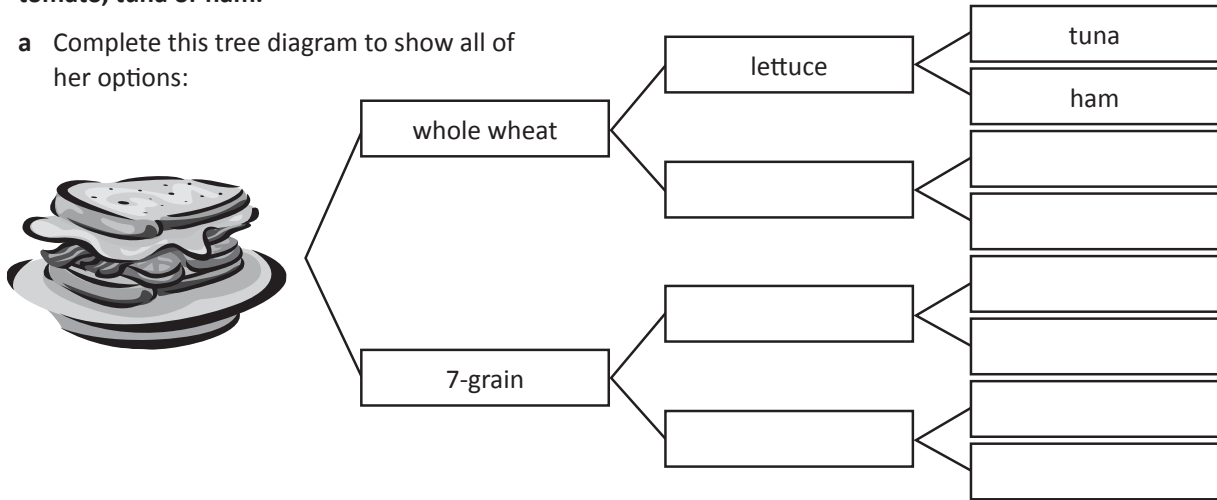 tomato, tuna or ham.
a Complete this tree diagram to show all of
her options:
whole wheat
7-grain
lettuce
tuna
ham